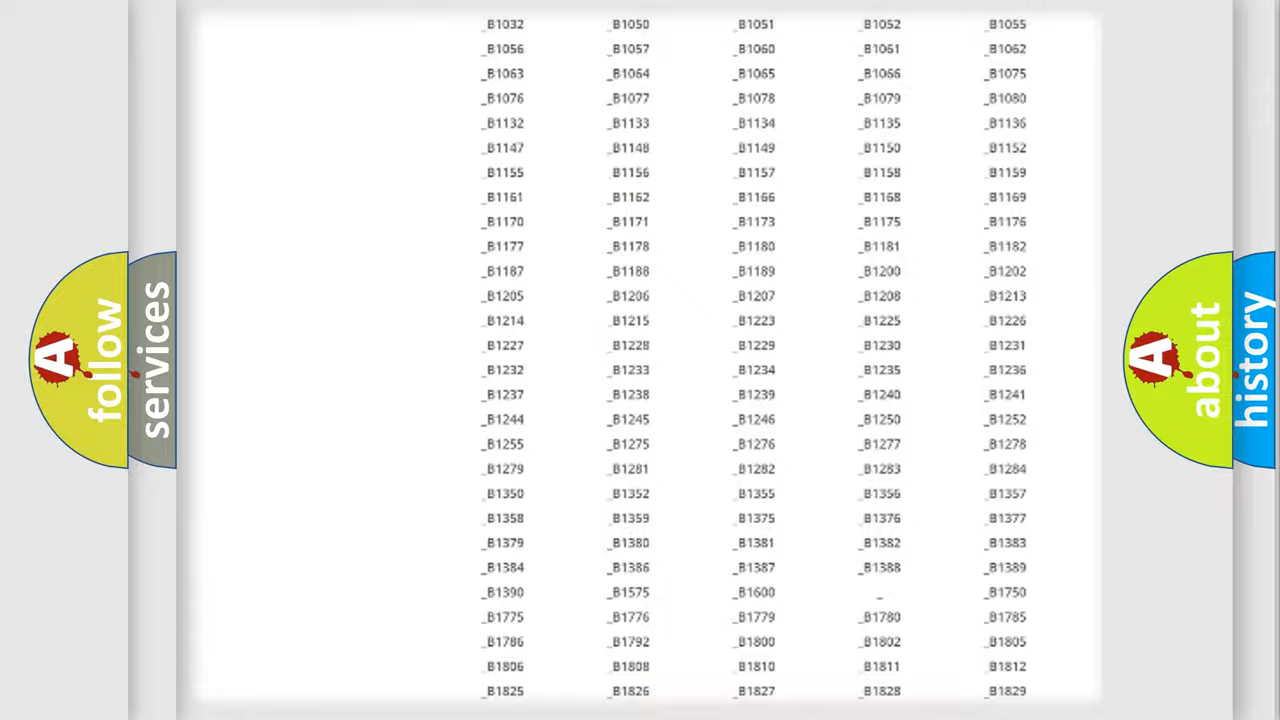 _B1032 _B1050 _B1051 _B1052 _B1055
_B1056 _B1057 _B1060 _B1061 _B1062
_B1063 _B1064 _B1065 _B1066 _B1075
_B1076 _B1077 _B1078 _B1079 _B1080
_B1132 _B1133 _B1134 _B1135 _B1136
_B1147 _B1148 _B1149 _B1150 _B1152
_B1155 _B1156 _B1157 _B1158 _B1159
_B1161 _B1162 _B1166 _B1168 _B1169
_B1170 _B1171 _B1173 _B1175 _B1176
_B1177 _B1178 _B1180 _B1181 _B1182
_B1187 _B1188 _B1189 _B1200 _B1202
_B1205 _B1206 _B1207 _B1208 _B1213
_B1214 _B1215 _B1223 _B1225 _B1226
_B1227 _B1228 _B1229 _B1230 _B1231
_B1232 _B1233 _B1234 _B1235 _B1236
_B1237 _B1238 _B1239 _B1240 _B1241
_B1244 _B1245 _B1246 _B1250 _B1252
_B1255 _B1275 _B1276 _B1277 _B1278
_B1279 _B1281 _B1282 _B1283 _B1284
_B1350 _B1352 _B1355 _B1356 _B1357
_B1358 _B1359 _B1375 _B1376 _B1377
_B1379 _B1380 _B1381 _B1382 _B1383
_B1384 _B1386 _B1387 _B1388 _B1389
_B1390 _B1575 _B1600 _ _B1750
_B1775 _B1776 _B1779 _B1780 _B1785
_B1786 _B1792 _B1800 _B1802 _B1805
_B1806 _B1808 _B1810 _B1811 _B1812
_B1825 _B1826 _B1827 _B1828 _B1829
A follow
services
A about
history